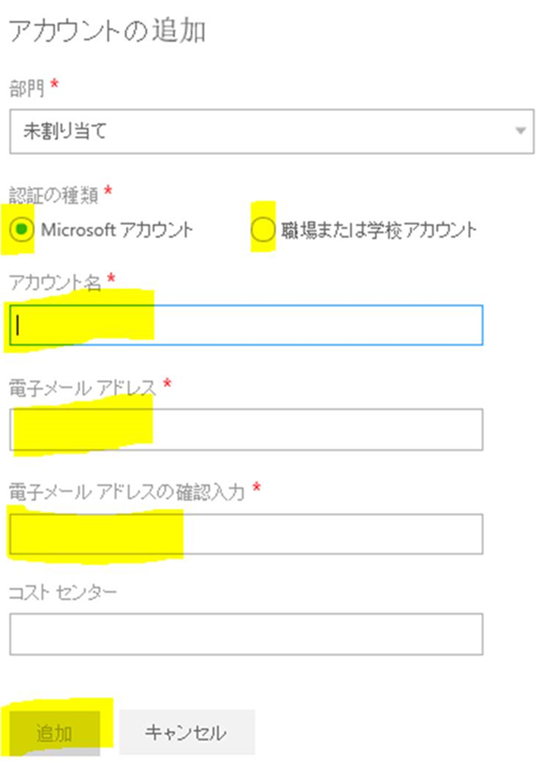 アカウントの追加
部門 *
未割り当て
認証の種類 *
Microsoft アカウント 職場または学校アカウント
アカウント名 *
電子メール アドレス *
電子メール アドレスの確認入力 *
コスト センター
追加 キャンセル